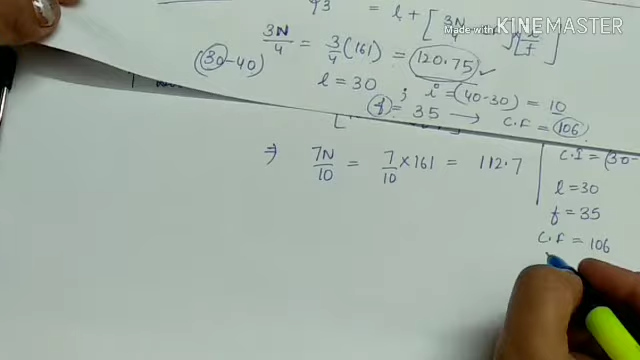 Made with KINEMASTER
= l + [ 3N/4
3N/4 = 3/4 (161) = 120.75 ✓
(30-40)
l = 30 ; i = (40-30) = 10
f = 35 → C.F = 106
⇒ 7N/10 = 7/10 × 161 = 112.7
C.I = (30-
l = 30
f = 35
C.F = 106